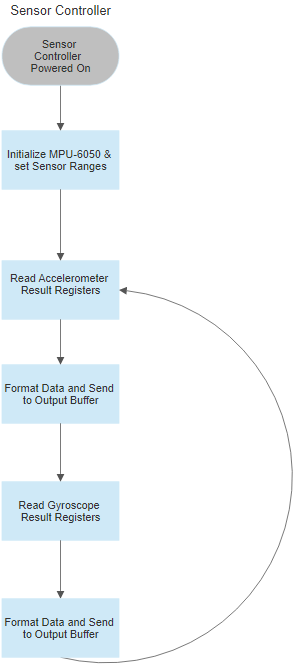 Sensor Controller
Sensor
Controller
Powered On
Initialize MPU-6050 &
set Sensor Ranges
Read Accelerometer
Result Registers
Format Data and Send
to Output Buffer
Read Gyroscope
Result Registers
Format Data and Send
to Output Buffer